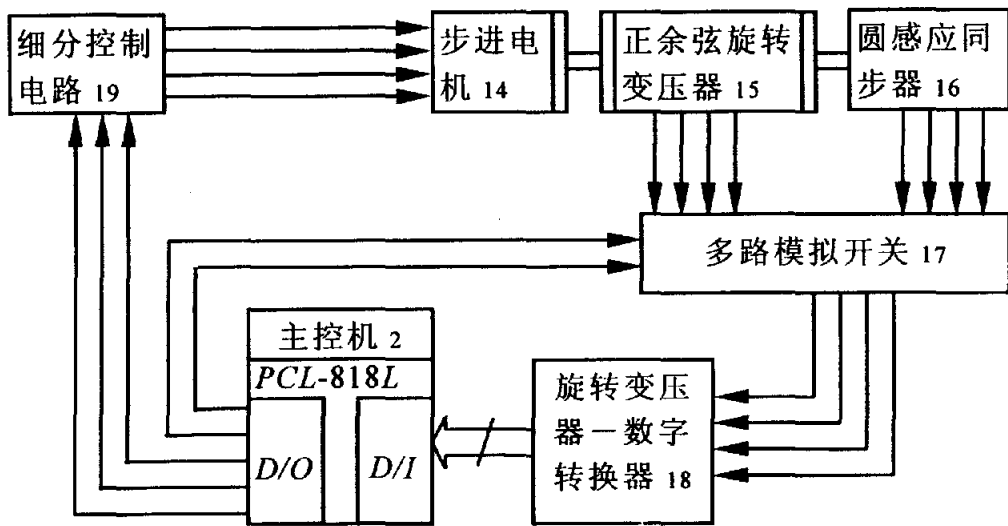 细分控制
电路 19
步进电
机 14
正余弦旋转
变压器 15
圆感应同
步器 16
多路模拟开关 17
主控机 2
PCL-818L
D/O
D/I
旋转变压
器－数字
转换器 18